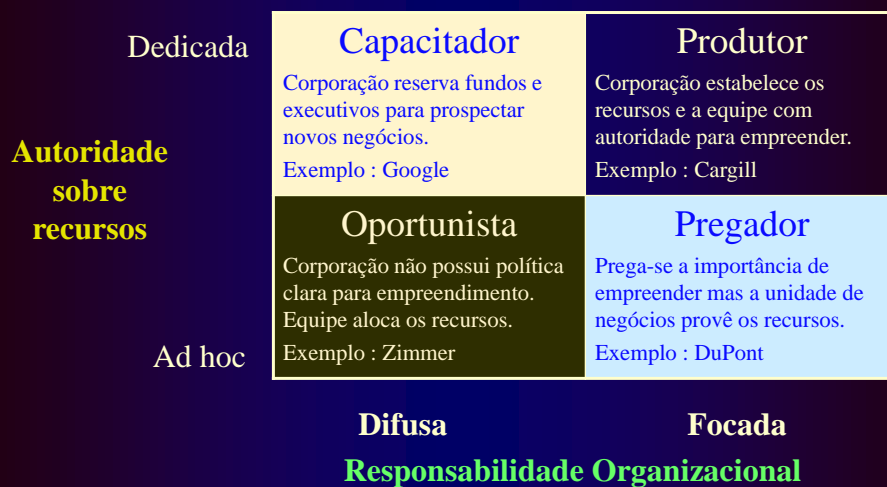 Dedicada
Capacitador
Corporação reserva fundos e
executivos para prospectar
novos negócios.
Exemplo : Google
Produtor
Corporação estabelece os
recursos e a equipe com
autoridade para empreender.
Exemplo : Cargill
Autoridade
sobre
recursos
Oportunista
Corporação não possui política
clara para empreendimento.
Equipe aloca os recursos.
Exemplo : Zimmer
Pregador
Prega-se a importância de
empreender mas a unidade de
negócios provê os recursos.
Exemplo : DuPont
Ad hoc
Difusa
Focada
Responsabilidade Organizacional